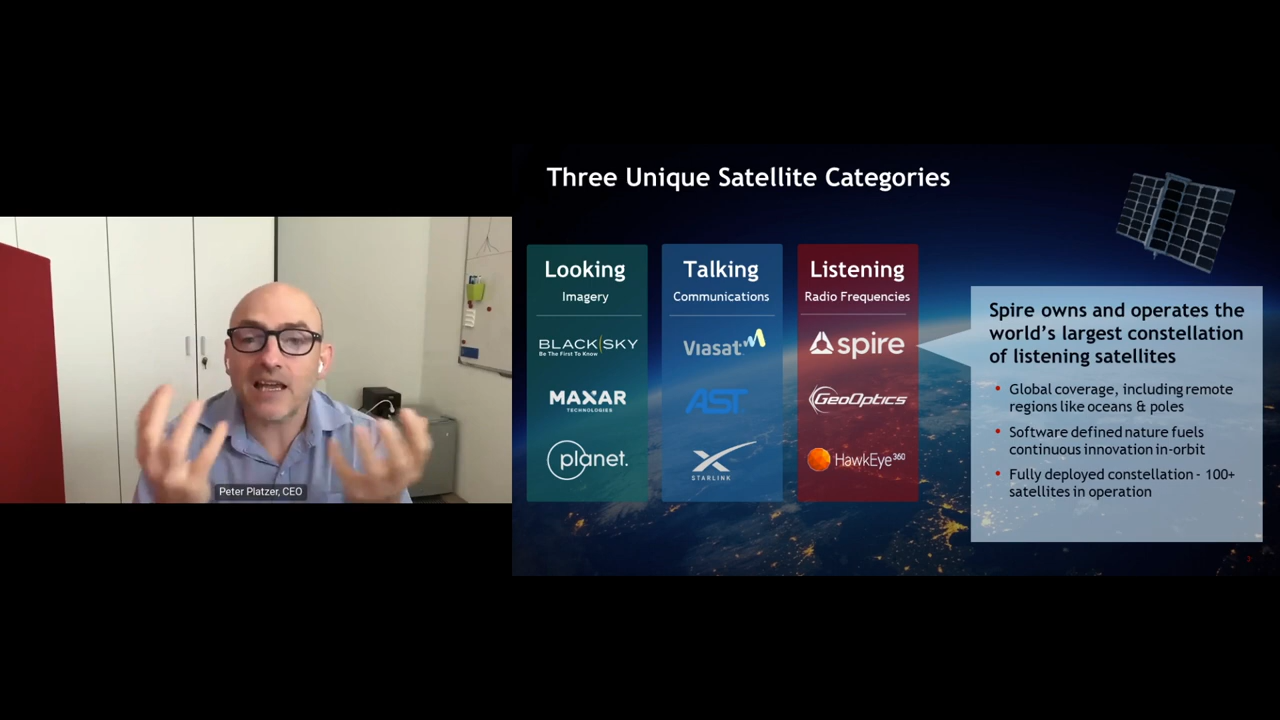 Peter Platzer, CEO
Three Unique Satellite Categories
Looking
Imagery
BLACKSKY
Be The First To Know
MAXAR
TECHNOLOGIES
planet.
Talking
Communications
Viasat
AST
STARLINK
Listening
Radio Frequencies
spire
GEOOPTICS
HawkEye 360
Spire owns and operates the
world's largest constellation
of listening satellites
• Global coverage, including remote
regions like oceans & poles
• Software defined nature fuels
continuous innovation in-orbit
• Fully deployed constellation - 100+
satellites in operation